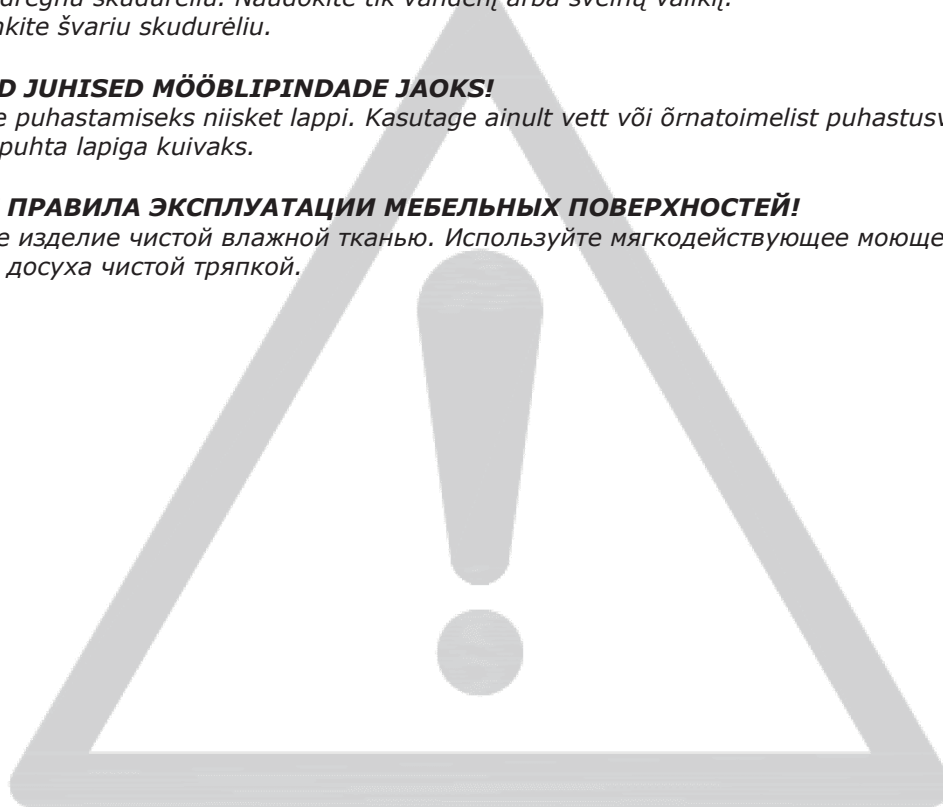 drėgnu skudurėliu. Naudokite tik vandenį arba švelnų valiklį.
kite švariu skudurėliu.
D JUHISED MÖÖBLIPINDADE JAOKS!
e puhastamiseks niisket lappi. Kasutage ainult vett või õrnatoimelist puhastusv
puhta lapiga kuivaks.
ПРАВИЛА ЭКСПЛУАТАЦИИ МЕБЕЛЬНЫХ ПОВЕРХНОСТЕЙ!
е изделие чистой влажной тканью. Используйте мягкодействующее моюще
досуха чистой тряпкой.